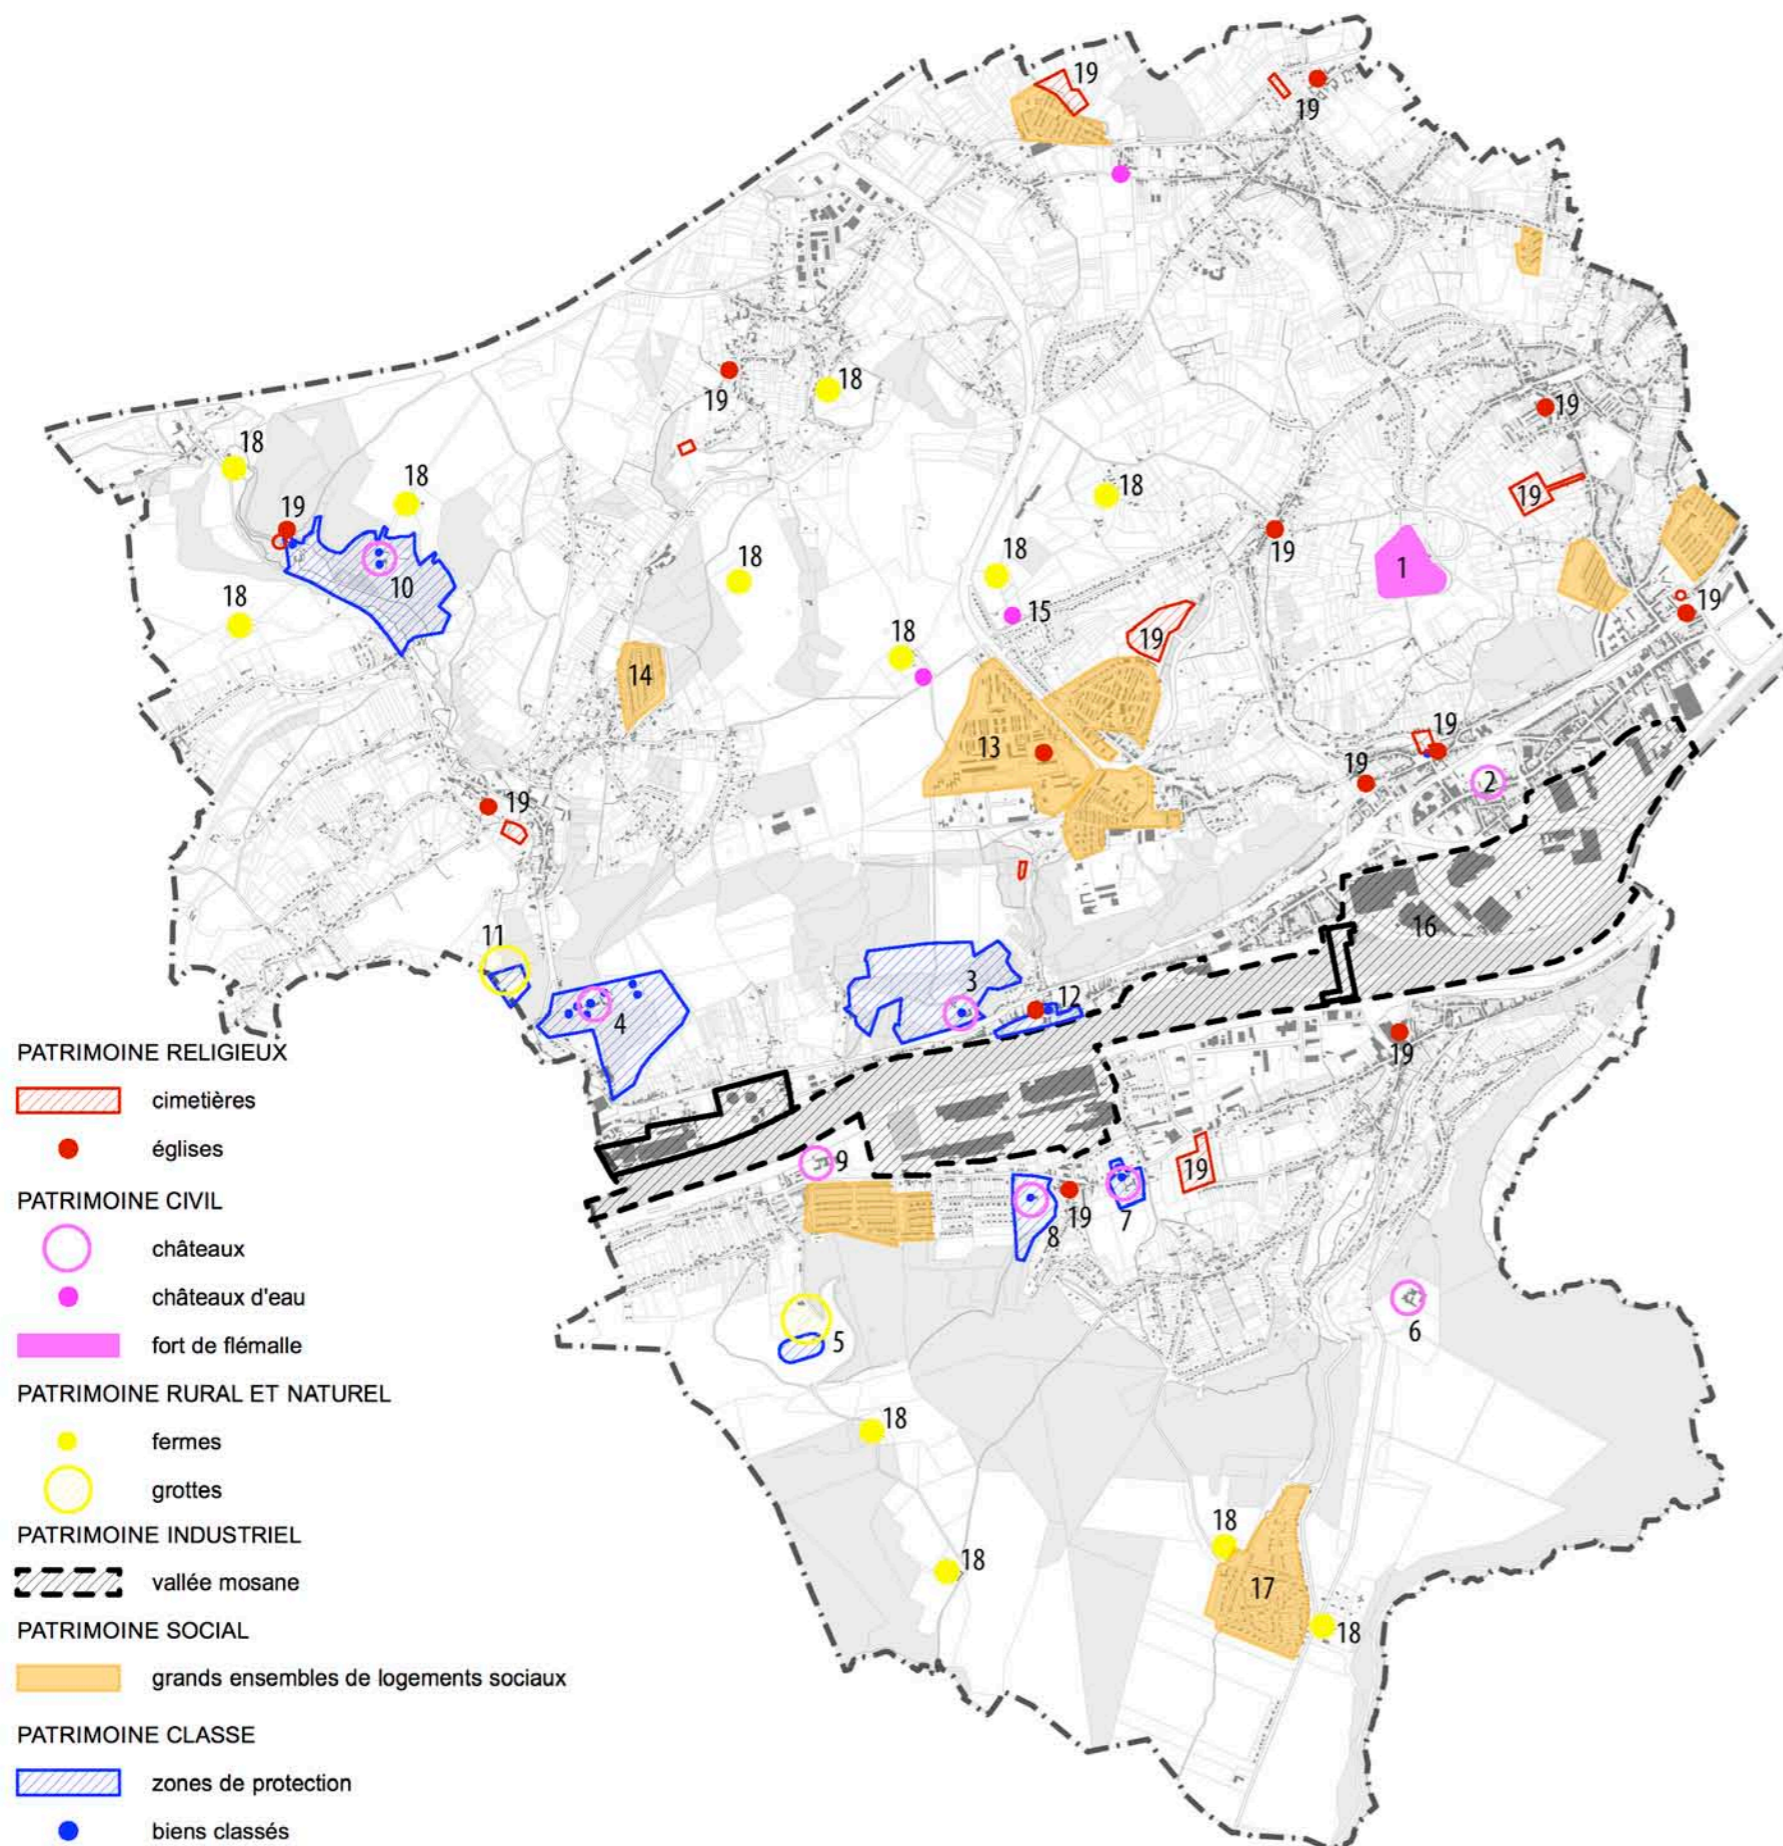 19
19
18
19
18
18
19
19
18
18
19
18
10
18
19
1
15
18
19
19
14
13
19
19
2
19
11
16
3
12
4
19
9
19
19
7
8
6
5
18
18
18
17
18
PATRIMOINE RELIGIEUX
cimetières
églises
PATRIMOINE CIVIL
châteaux
châteaux d'eau
fort de flémalle
PATRIMOINE RURAL ET NATUREL
fermes
grottes
PATRIMOINE INDUSTRIEL
vallée mosane
PATRIMOINE SOCIAL
grands ensembles de logements sociaux
PATRIMOINE CLASSE
zones de protection
biens classés